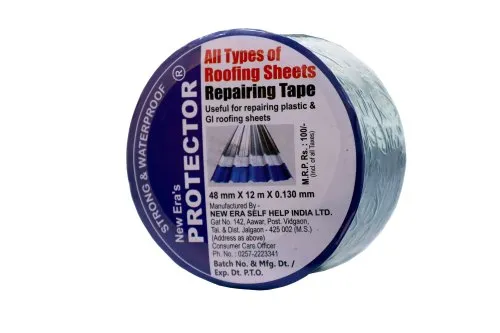 STRONG & WATERPROOF
New Era's
PROTECTOR®
All Types of
Roofing Sheets
Repairing Tape
Useful for repairing plastic &
GI roofing sheets
M.R.P. Rs. : 100/-
(Incl. of all Taxes)
48 mm X 12 m X 0.130 mm
Manufactured By -
NEW ERA SELF HELP INDIA LTD.
Gat No. 142, Aawar, Post. Vidgaon,
Tal. & Dist. Jalgaon - 425 002 (M.S.)
(Address as above)
Consumer Care Officer
Ph. No. : 0257-2223341
Batch No. & Mfg. Dt. /
Exp. Dt. P.T.O.